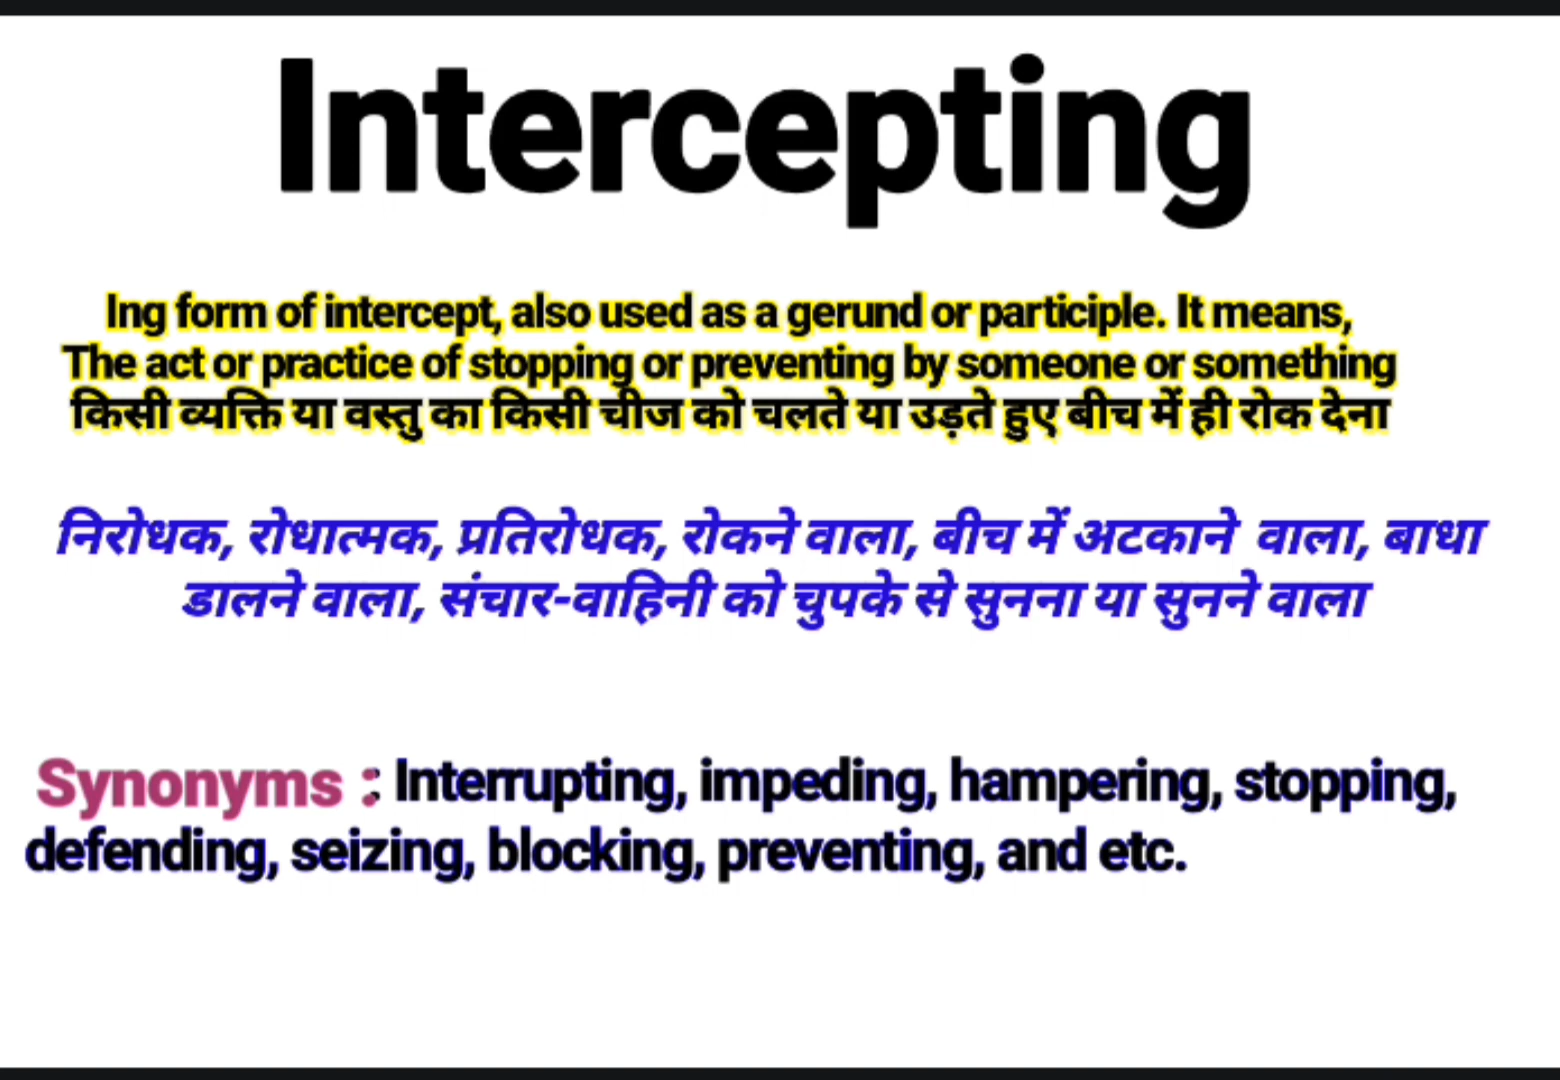 Intercepting
Ing form of intercept, also used as a gerund or participle. It means,
The act or practice of stopping or preventing by someone or something
किसी व्यक्ति या वस्तु का किसी चीज को चलते या उड़ते हुए बीच में ही रोक देना
निरोधक, रोधात्मक, प्रतिरोधक, रोकने वाला, बीच में अटकाने वाला, बाधा
डालने वाला, संचार-वाहिनी को चुपके से सुनना या सुनने वाला
Synonyms : Interrupting, impeding, hampering, stopping,
defending, seizing, blocking, preventing, and etc.